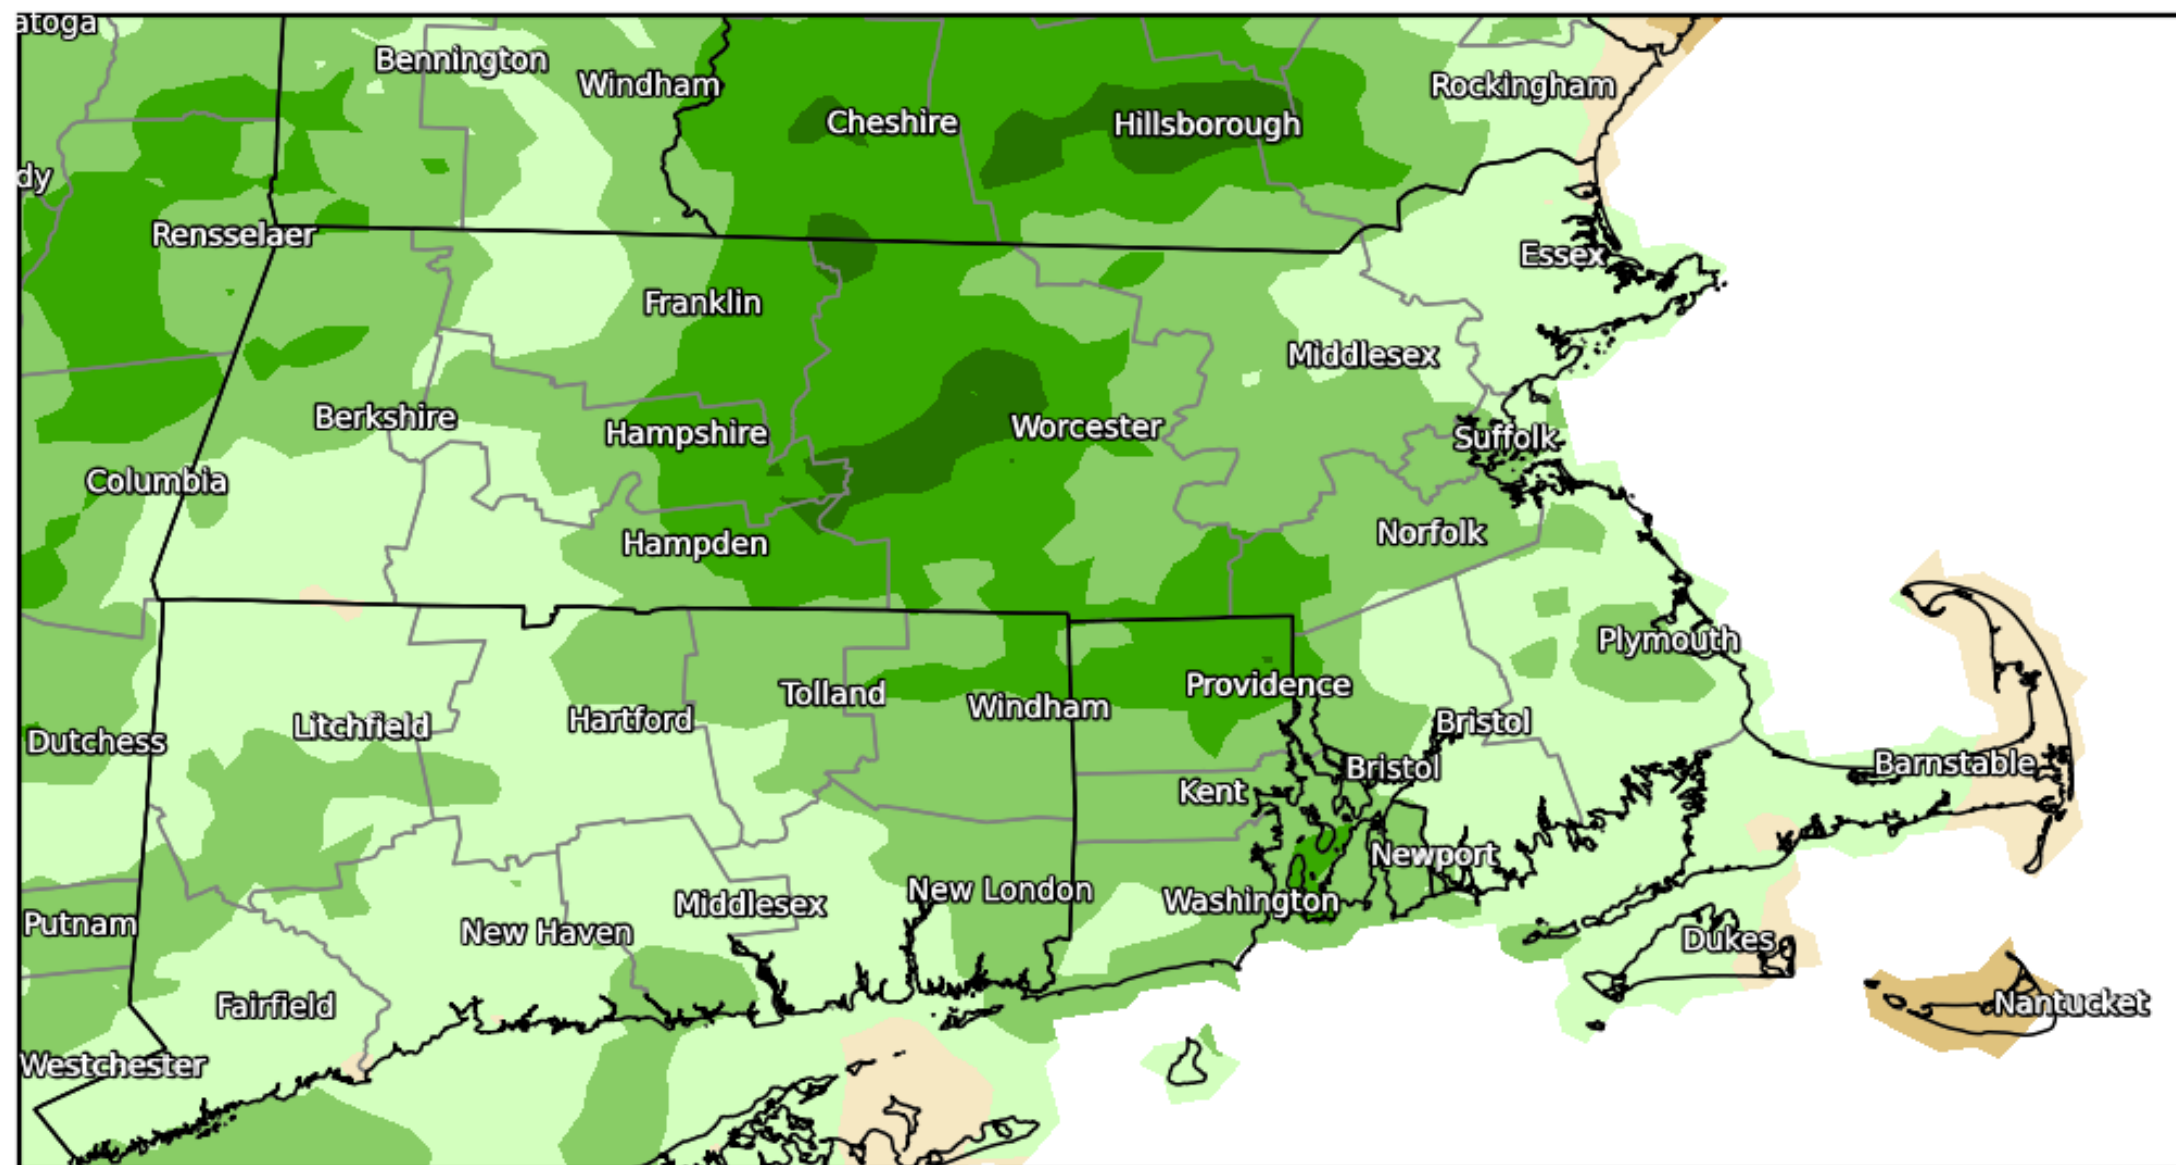 atoga
Bennington
Windham
Rockingham
Cheshire
Hillsborough
dy
Rensselaer
Essex
Franklin
Middlesex
Berkshire
Hampshire
Worcester
Suffolk
Columbia
Norfolk
Hampden
Plymouth
Providence
Tolland
Windham
Litchfield
Hartford
Bristol
Dutchess
Bristol
Barnstable
Kent
Newport
New London
Washington
Middlesex
Putnam
New Haven
Dukes
Fairfield
Nantucket
Westchester